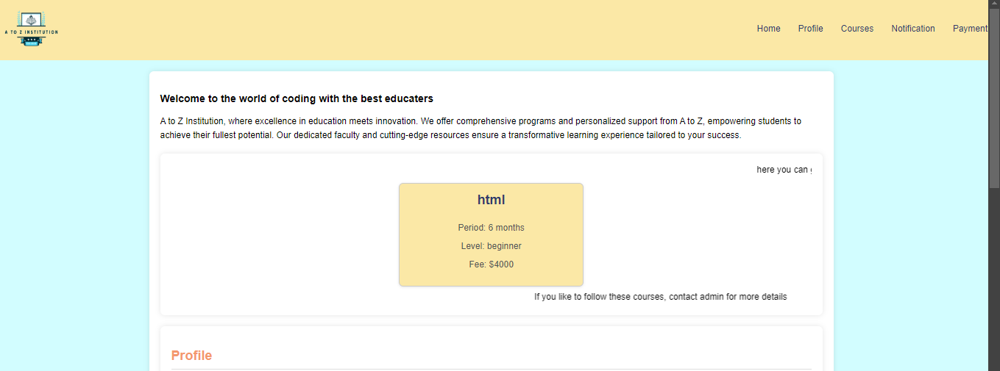 A TO Z INSTITUTION
Home Profile Courses Notification Payment
Welcome to the world of coding with the best educaters
A to Z Institution, where excellence in education meets innovation. We offer comprehensive programs and personalized support from A to Z, empowering students to
achieve their fullest potential. Our dedicated faculty and cutting-edge resources ensure a transformative learning experience tailored to your success.
here you can
html
Period: 6 months
Level: beginner
Fee: $4000
If you like to follow these courses, contact admin for more details
Profile